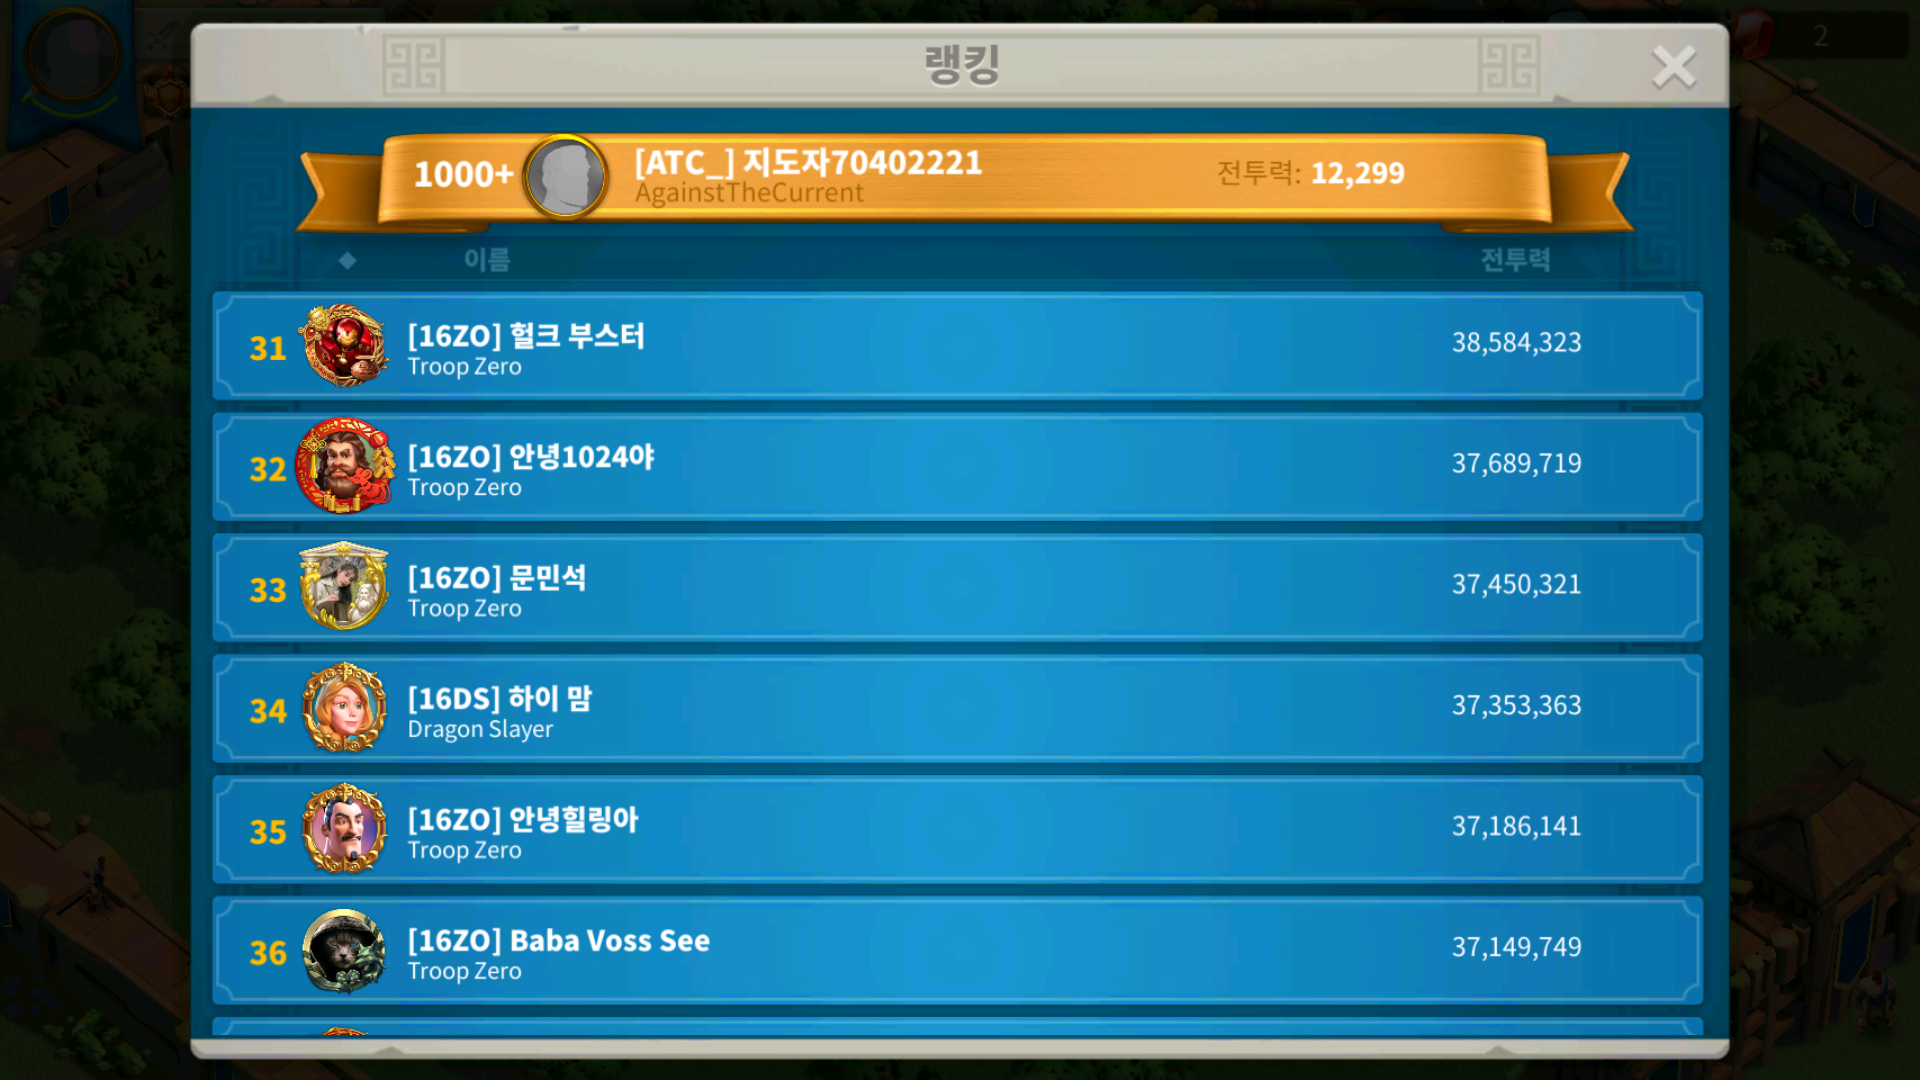 랭킹
2
1000+
[ATC_] 지도자70402221
AgainstTheCurrent
전투력: 12,299
이름
전투력
31
[16ZO] 헐크 부스터
Troop Zero
38,584,323
32
[16ZO] 안녕1024야
Troop Zero
37,689,719
33
[16ZO] 문민석
Troop Zero
37,450,321
34
[16DS] 하이 맘
Dragon Slayer
37,353,363
35
[16ZO] 안녕힐링아
Troop Zero
37,186,141
36
[16ZO] Baba Voss See
Troop Zero
37,149,749